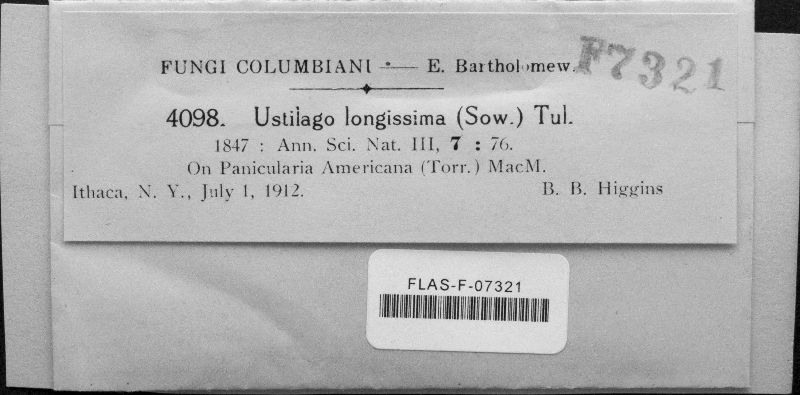 FUNGI COLUMBIANI — E. Bartholomew.
F7321
4098. Ustilago longissima (Sow.) Tul.
1847 : Ann. Sci. Nat. III, 7 : 76.
On Panicularia Americana (Torr.) MacM.
Ithaca, N. Y., July 1, 1912. B. B. Higgins
FLAS-F-07321